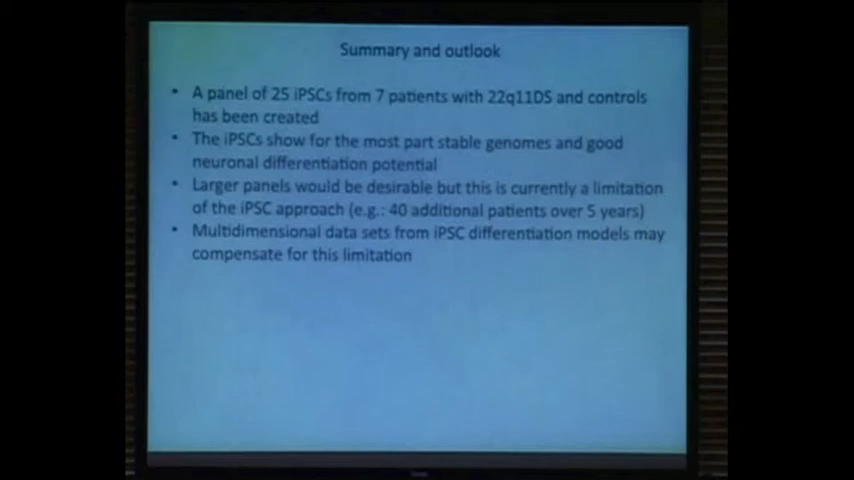 Summary and outlook
• A panel of 25 iPSCs from 7 patients with 22q11DS and controls
has been created
• The iPSCs show for the most part stable genomes and good
neuronal differentiation potential
• Larger panels would be desirable but this is currently a limitation
of the iPSC approach (e.g.: 40 additional patients over 5 years)
• Multidimensional data sets from iPSC differentiation models may
compensate for this limitation